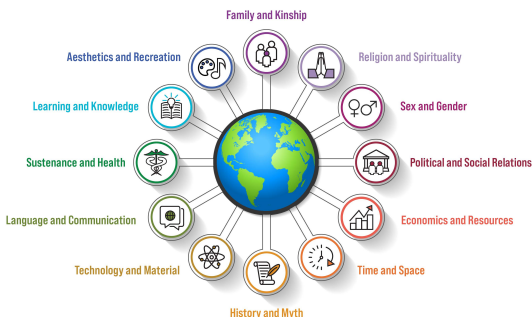 Family and Kinship
Aesthetics and Recreation
Religion and Spirituality
Learning and Knowledge
Sex and Gender
Sustenance and Health
Political and Social Relations
Language and Communication
Economics and Resources
Technology and Material
Time and Space
History and Myth